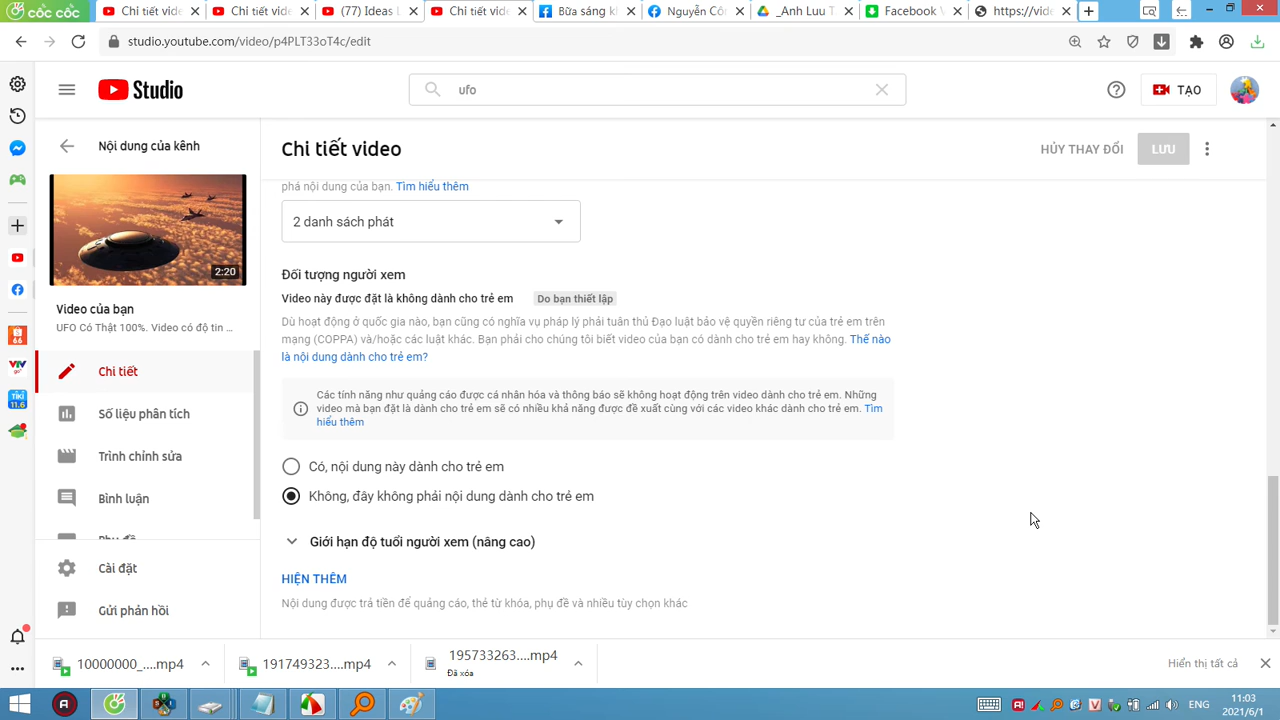 cốc cốc
Chi tiết vide
Chi tiết vide
(77) Ideas L
Chi tiết vide
Bữa sáng kh
Nguyễn Cô
_Anh Luu T
Facebook V
https://vide
studio.youtube.com/video/p4PLT33oT4c/edit
Studio
ufo
TẠO
Nội dung của kênh
2:20
Video của bạn
UFO Có Thật 100%. Video có độ tin ...
Chi tiết
Số liệu phân tích
Trình chỉnh sửa
Bình luận
Phụ đề
Cài đặt
Gửi phản hồi
Chi tiết video
HỦY THAY ĐỔI
LƯU
phá nội dung của bạn. Tìm hiểu thêm
2 danh sách phát
Đối tượng người xem
Video này được đặt là không dành cho trẻ em Do bạn thiết lập
Dù hoạt động ở quốc gia nào, bạn cũng có nghĩa vụ pháp lý phải tuân thủ Đạo luật bảo vệ quyền riêng tư của trẻ em trên
mạng (COPPA) và/hoặc các luật khác. Bạn phải cho chúng tôi biết video của bạn có dành cho trẻ em hay không. Thế nào
là nội dung dành cho trẻ em?
Các tính năng như quảng cáo được cá nhân hóa và thông báo sẽ không hoạt động trên video dành cho trẻ em. Những
video mà bạn đặt là dành cho trẻ em sẽ có nhiều khả năng được đề xuất cùng với các video khác dành cho trẻ em. Tìm
hiểu thêm
Có, nội dung này dành cho trẻ em
Không, đây không phải nội dung dành cho trẻ em
Giới hạn độ tuổi người xem (nâng cao)
HIỆN THÊM
Nội dung được trả tiền để quảng cáo, thẻ từ khóa, phụ đề và nhiều tùy chọn khác
66
VTV
go
TIKI
11.6
10000000_....mp4
191749323....mp4
195733263....mp4
Đã xóa
Hiển thị tất cả
ENG
11:03
2021/6/1